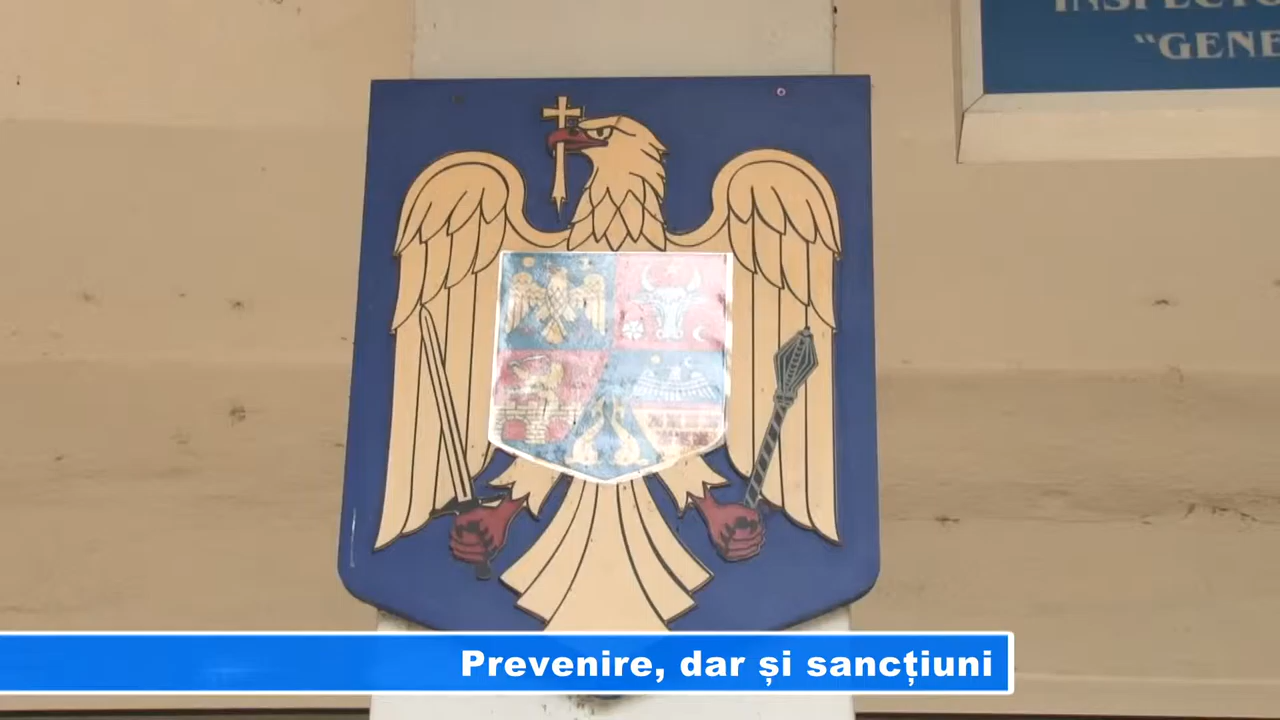 “GENE
Prevenire, dar și sancțiuni